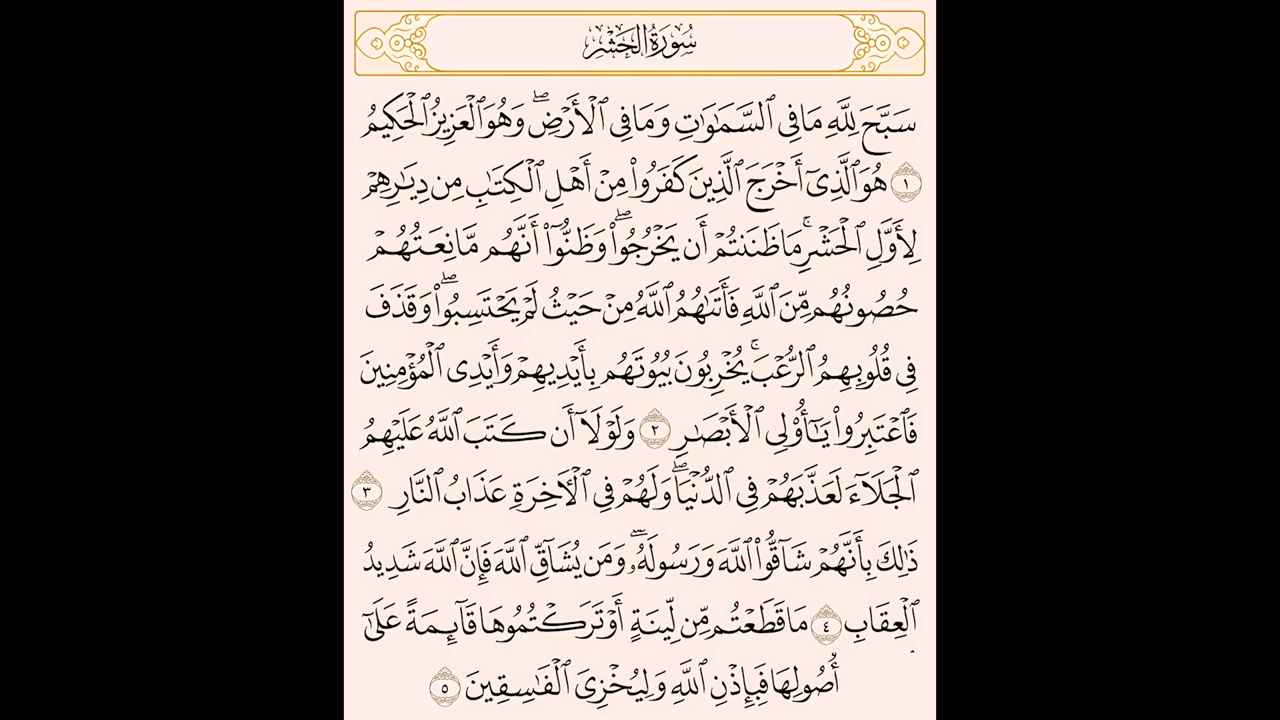 سُورَةُ الحَشْرِ
سَبَّحَ لِلَّهِ مَا فِي ٱلسَّمَٰوَٰتِ وَمَا فِي ٱلۡأَرۡضِۖ وَهُوَ ٱلۡعَزِيزُ ٱلۡحَكِيمُ
١ هُوَ ٱلَّذِيٓ أَخۡرَجَ ٱلَّذِينَ كَفَرُواْ مِنۡ أَهۡلِ ٱلۡكِتَٰبِ مِن دِيَٰرِهِمۡ
لِأَوَّلِ ٱلۡحَشۡرِۚ مَا ظَنَنتُمۡ أَن يَخۡرُجُواْۖ وَظَنُّوٓاْ أَنَّهُم مَّانِعَتُهُمۡ
حُصُونُهُم مِّنَ ٱللَّهِ فَأَتَىٰهُمُ ٱللَّهُ مِنۡ حَيۡثُ لَمۡ يَحۡتَسِبُواْۖ وَقَذَفَ
فِي قُلُوبِهِمُ ٱلرُّعۡبَۚ يُخۡرِبُونَ بُيُوتَهُم بِأَيۡدِيهِمۡ وَأَيۡدِي ٱلۡمُؤۡمِنِينَ
فَٱعۡتَبِرُواْ يَٰٓأُوْلِي ٱلۡأَبۡصَٰرِ ٢ وَلَوۡلَآ أَن كَتَبَ ٱللَّهُ عَلَيۡهِمُ
ٱلۡجَلَآءَ لَعَذَّبَهُمۡ فِي ٱلدُّنۡيَاۖ وَلَهُمۡ فِي ٱلۡأٓخِرَةِ عَذَابُ ٱلنَّارِ ٣
ذَٰلِكَ بِأَنَّهُمۡ شَآقُّواْ ٱللَّهَ وَرَسُولَهُۥۖ وَمَن يُشَآقِّ ٱللَّهَ فَإِنَّ ٱللَّهَ شَدِيدُ
ٱلۡعِقَابِ ٤ مَا قَطَعۡتُم مِّن لِّينَةٍ أَوۡ تَرَكۡتُمُوهَا قَآئِمَةً عَلَىٰٓ
أُصُولِهَا فَبِإِذۡنِ ٱللَّهِ وَلِيُخۡزِيَ ٱلۡفَٰسِقِينَ ٥